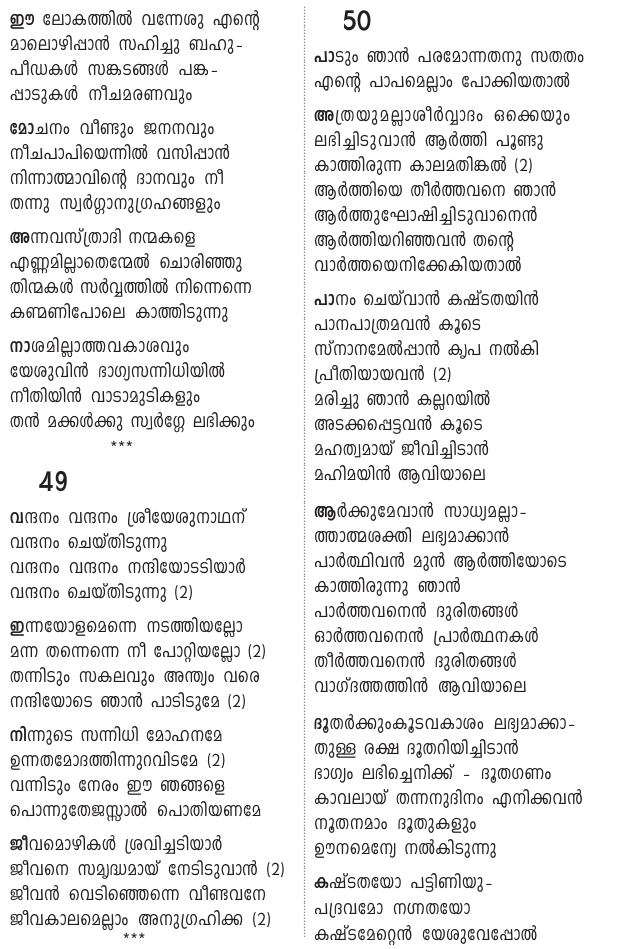 ഈ ലോകത്തിൽ വന്നേശു എന്റെ
മാലൊഴിപ്പാൻ സഹിച്ചു ബഹു-
പീഡകൾ സങ്കടങ്ങൾ പങ്ക-
പ്പാടുകൾ നീചമരണവും
മോചനം വീണ്ടും ജനനവും
നീചപാപിയെന്നിൽ വസിപ്പാൻ
നിന്നാത്മാവിന്റെ ദാനവും നീ
തന്നു സ്വർഗ്ഗാനുഗ്രഹങ്ങളും
അന്നവസ്ത്രാദി നന്മകളെ
എണ്ണമില്ലാതെന്മേൽ ചൊരിഞ്ഞു
തിന്മകൾ സർവ്വത്തിൽ നിന്നെന്നെ
കണ്മണിപോലെ കാത്തിടുന്നു
നാശമില്ലാത്തവകാശവും
യേശുവിൻ ഭാഗ്യസന്നിധിയിൽ
നീതിയിൻ വാടാമുടികളും
തൻ മക്കൾക്കു സ്വർഗ്ഗേ ലഭിക്കും
***
49
വന്ദനം വന്ദനം ശ്രീയേശുനാഥന്
വന്ദനം ചെയ്തിടുന്നു
വന്ദനം വന്ദനം നന്ദിയോടടിയാർ
വന്ദനം ചെയ്തിടുന്നു (2)
ഇന്നയോളമെന്നെ നടത്തിയല്ലോ
മന്ന തന്നെന്നെ നീ പോറ്റിയല്ലോ (2)
തന്നിടും സകലവും അന്ത്യം വരെ
നന്ദിയോടെ ഞാൻ പാടിടുമേ (2)
നിന്നുടെ സന്നിധി മോഹനമേ
ഉന്നതമോദത്തിന്നുറവിടമേ (2)
വന്നിടും നേരം ഈ ഞങ്ങളെ
പൊന്നുതേജസ്സാൽ പൊതിയണമേ
ജീവമൊഴികൾ ശ്രവിച്ചടിയാർ
ജീവനെ സമൃദ്ധമായ് നേടിടുവാൻ (2)
ജീവൻ വെടിഞ്ഞെന്നെ വീണ്ടവനേ
ജീവകാലമെല്ലാം അനുഗ്രഹിക്ക (2)
***
50
പാടും ഞാൻ പരമോന്നതനു സതതം
എന്റെ പാപമെല്ലാം പോക്കിയതാൽ
അത്രയുമല്ലാശീർവ്വാദം ഒക്കെയും
ലഭിച്ചിടുവാൻ ആർത്തി പൂണ്ടു
കാത്തിരുന്ന കാലമതിങ്കൽ (2)
ആർത്തിയെ തീർത്തവനെ ഞാൻ
ആർത്തുഘോഷിച്ചിടുവാനെൻ
ആർത്തിയറിഞ്ഞവൻ തന്റെ
വാർത്തയെനിക്കേകിയതാൽ
പാനം ചെയ്‌വാൻ കഷ്ടതയിൻ
പാനപാത്രമവൻ കൂടെ
സ്നാനമേൽപ്പാൻ കൃപ നൽകി
പ്രീതിയായവൻ (2)
മരിച്ചു ഞാൻ കല്ലറയിൽ
അടക്കപ്പെട്ടവൻ കൂടെ
മഹത്വമായ് ജീവിച്ചിടാൻ
മഹിമയിൻ ആവിയാലെ
ആർക്കുമേവാൻ സാധ്യമല്ലാ-
ത്താത്മശക്തി ലഭ്യമാക്കാൻ
പാർത്ഥിവൻ മുൻ ആർത്തിയോടെ
കാത്തിരുന്നു ഞാൻ
പാർത്തവനെൻ ദുരിതങ്ങൾ
ഓർത്തവനെൻ പ്രാർത്ഥനകൾ
തീർത്തവനെൻ ദുരിതങ്ങൾ
വാഗ്ദത്തത്തിൻ ആവിയാലെ
ദൂതർക്കുംകൂടവകാശം ലഭ്യമാക്കാ-
തുള്ള രക്ഷ ദൂതറിയിച്ചിടാൻ
ഭാഗ്യം ലഭിച്ചെനിക്ക് - ദൂതഗണം
കാവലായ് തന്നനുദിനം എനിക്കവൻ
നൂതനമാം ദൂതുകളും
ഊനമെന്യേ നൽകിടുന്നു
കഷ്ടതയോ പട്ടിണിയു-
പദ്രവമോ നഗ്നതയോ
കഷ്ടമേറ്റെൻ യേശുവേപ്പോൽ